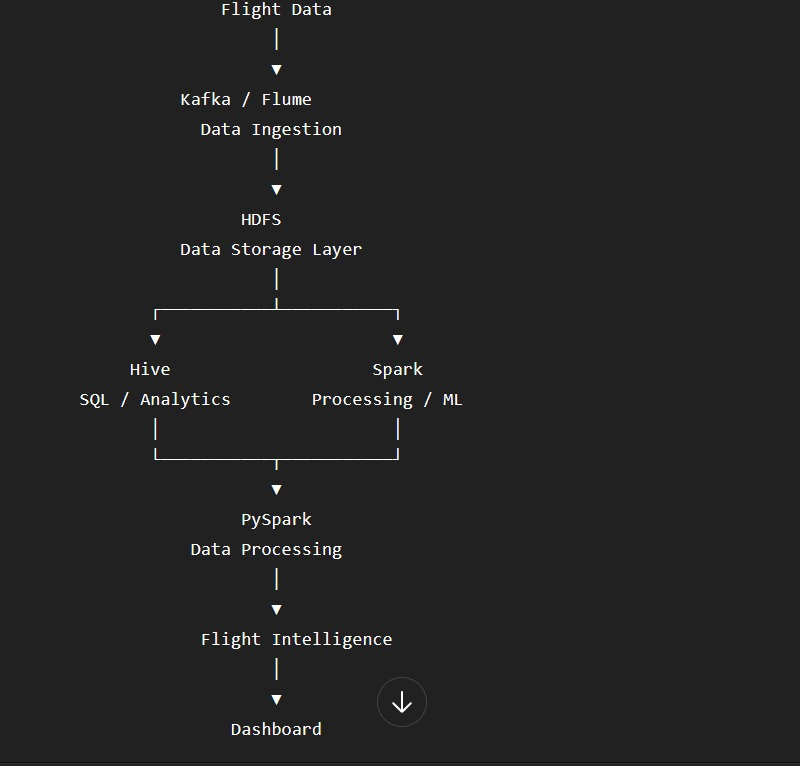 Flight Data
Kafka / Flume
Data Ingestion
HDFS
Data Storage Layer
Hive Spark
SQL / Analytics Processing / ML
PySpark
Data Processing
Flight Intelligence
Dashboard